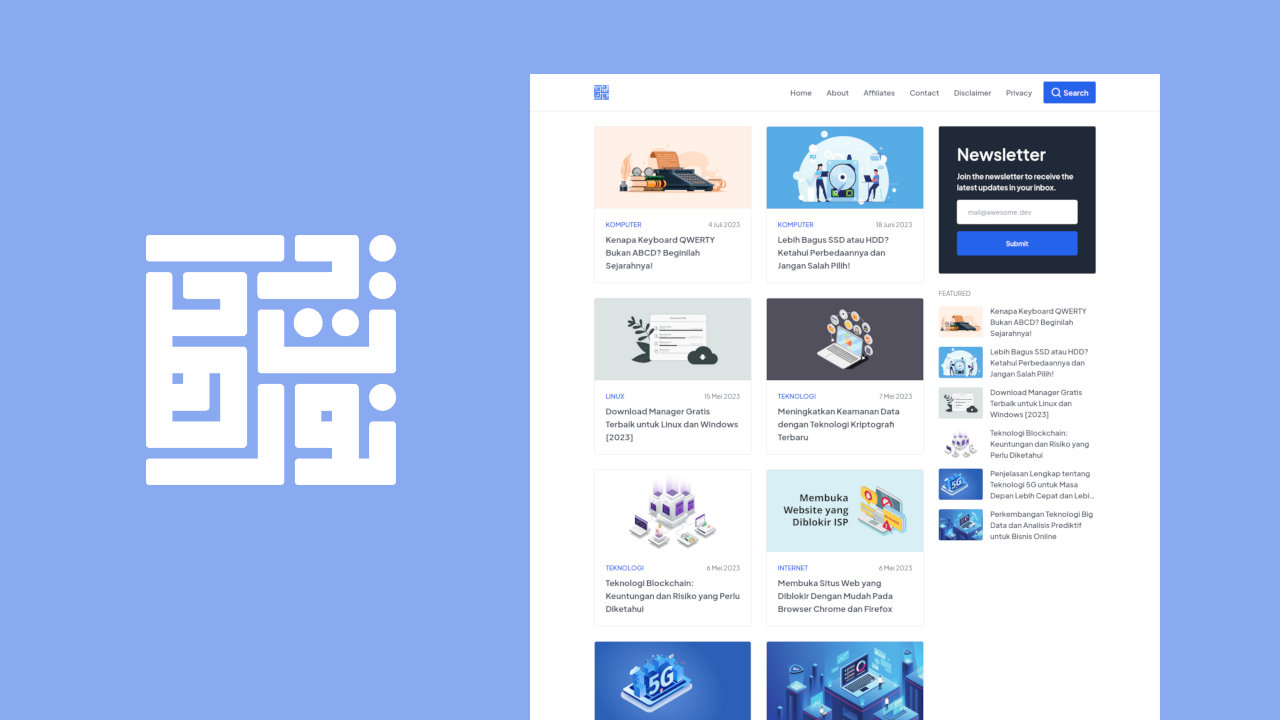 Home About Affiliates Contact Disclaimer Privacy Search
KOMPUTER 4 Juli 2023
Kenapa Keyboard QWERTY
Bukan ABCD? Beginilah
Sejarahnya!
KOMPUTER 18 Juni 2023
Lebih Bagus SSD atau HDD?
Ketahui Perbedaannya dan
Jangan Salah Pilih!
LINUX 15 Mei 2023
Download Manager Gratis
Terbaik untuk Linux dan Windows
[2023]
TEKNOLOGI 7 Mei 2023
Meningkatkan Keamanan Data
dengan Teknologi Kriptografi
Terbaru
TEKNOLOGI 6 Mei 2023
Teknologi Blockchain:
Keuntungan dan Risiko yang Perlu
Diketahui
Membuka
Website yang
Diblokir ISP
INTERNET 6 Mei 2023
Membuka Situs Web yang
Diblokir Dengan Mudah Pada
Browser Chrome dan Firefox
5G
Newsletter
Join the newsletter to receive the
latest updates in your inbox.
mail@awesome.dev
Submit
FEATURED
Kenapa Keyboard QWERTY
Bukan ABCD? Beginilah
Sejarahnya!
Lebih Bagus SSD atau HDD?
Ketahui Perbedaannya dan
Jangan Salah Pilih!
Download Manager Gratis
Terbaik untuk Linux dan
Windows [2023]
Teknologi Blockchain:
Keuntungan dan Risiko yang
Perlu Diketahui
5G
Penjelasan Lengkap tentang
Teknologi 5G untuk Masa
Depan Lebih Cepat dan Lebi...
Perkembangan Teknologi Big
Data dan Analisis Prediktif
untuk Bisnis Online